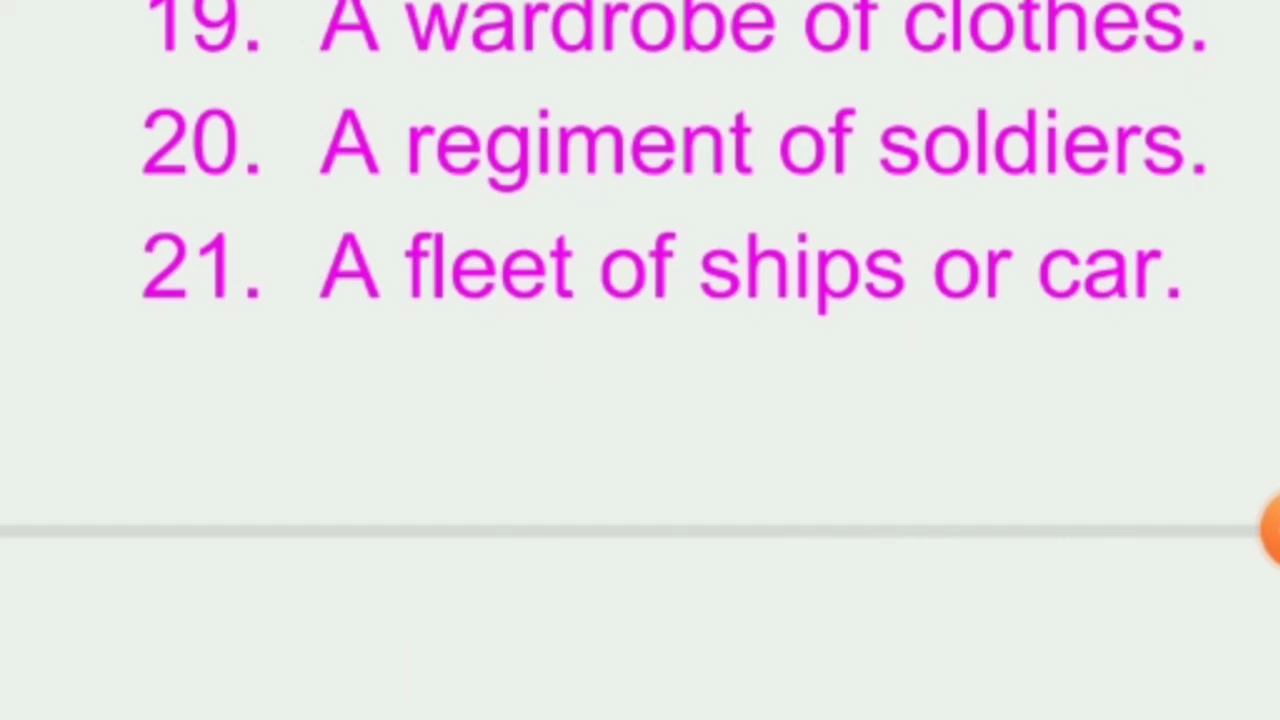 19. A wardrobe of clothes.
20. A regiment of soldiers.
21. A fleet of ships or car.